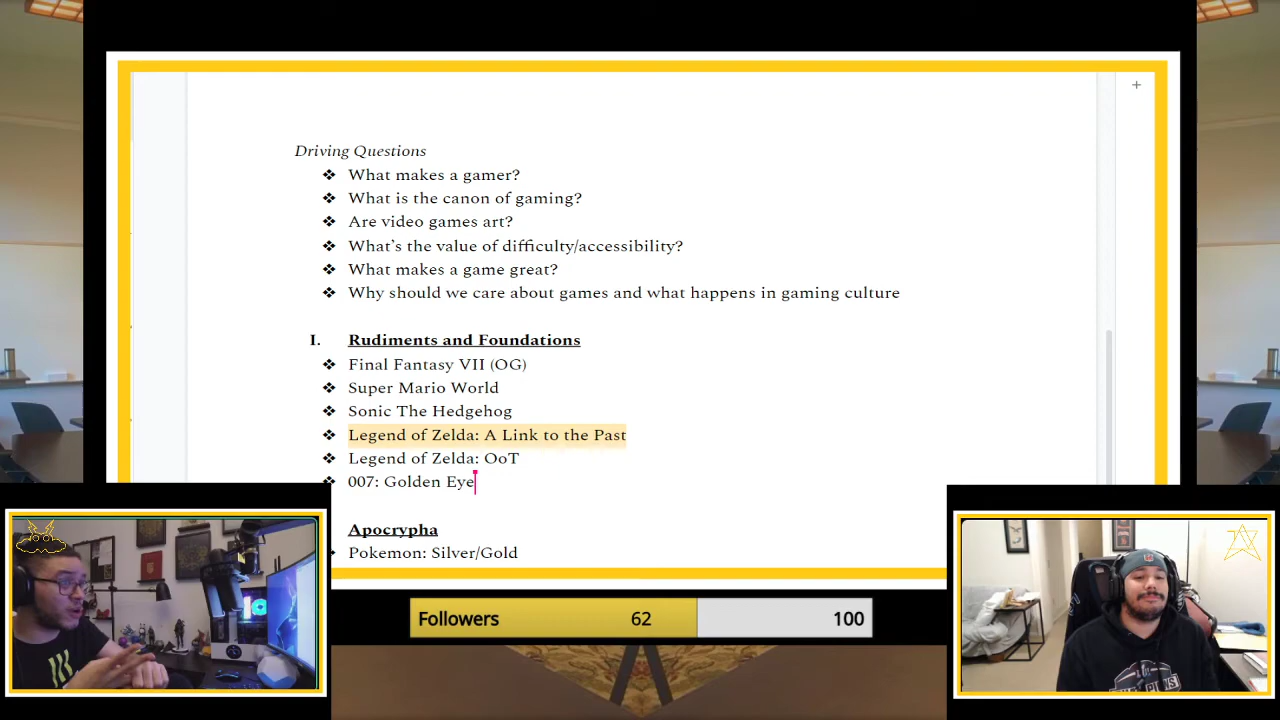 Driving Questions
❖ What makes a gamer?
❖ What is the canon of gaming?
❖ Are video games art?
❖ What's the value of difficulty/accessibility?
❖ What makes a game great?
❖ Why should we care about games and what happens in gaming culture
I. Rudiments and Foundations
❖ Final Fantasy VII (OG)
❖ Super Mario World
❖ Sonic The Hedgehog
❖ Legend of Zelda: A Link to the Past
❖ Legend of Zelda: OoT
❖ 007: Golden Eye
Apocrypha
Pokemon: Silver/Gold
Followers 62 100